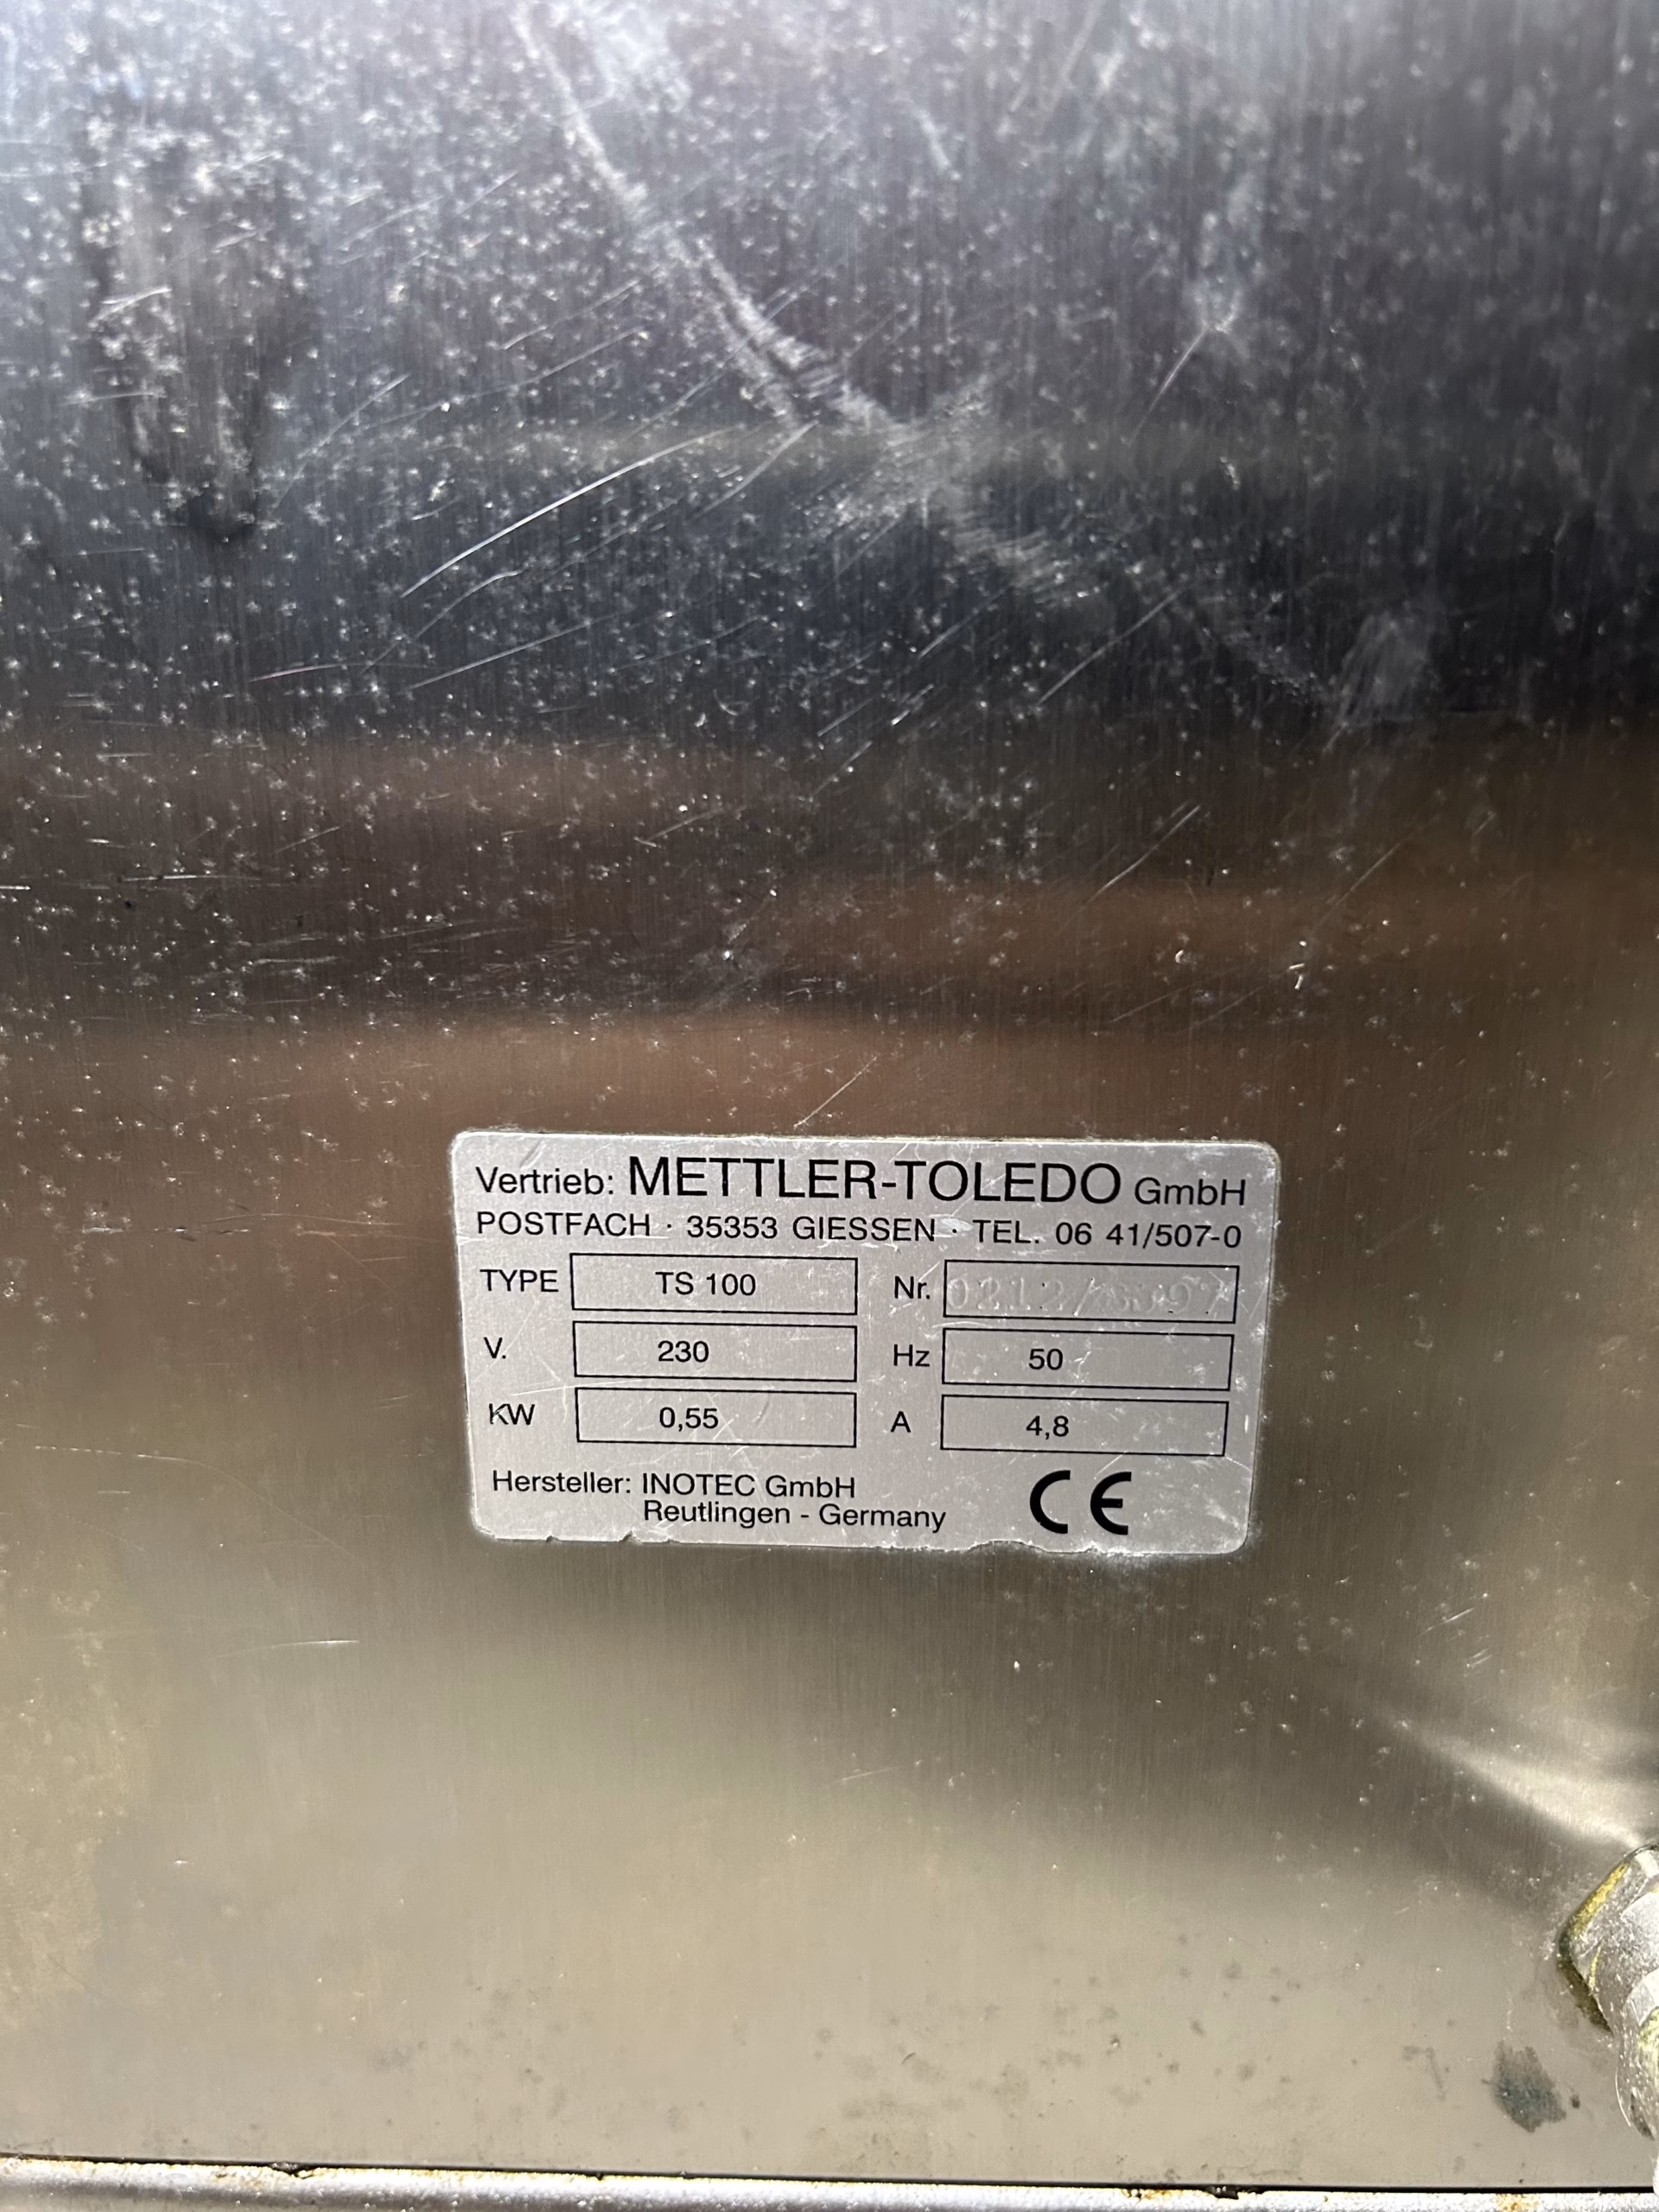 Vertrieb: METTLER-TOLEDO GmbH
POSTFACH · 35353 GIESSEN · TEL. 06 41/507-0
TYPE TS 100 Nr.
V. 230 Hz 50
KW 0,55 A 4,8
Hersteller: INOTEC GmbH
Reutlingen - Germany CE